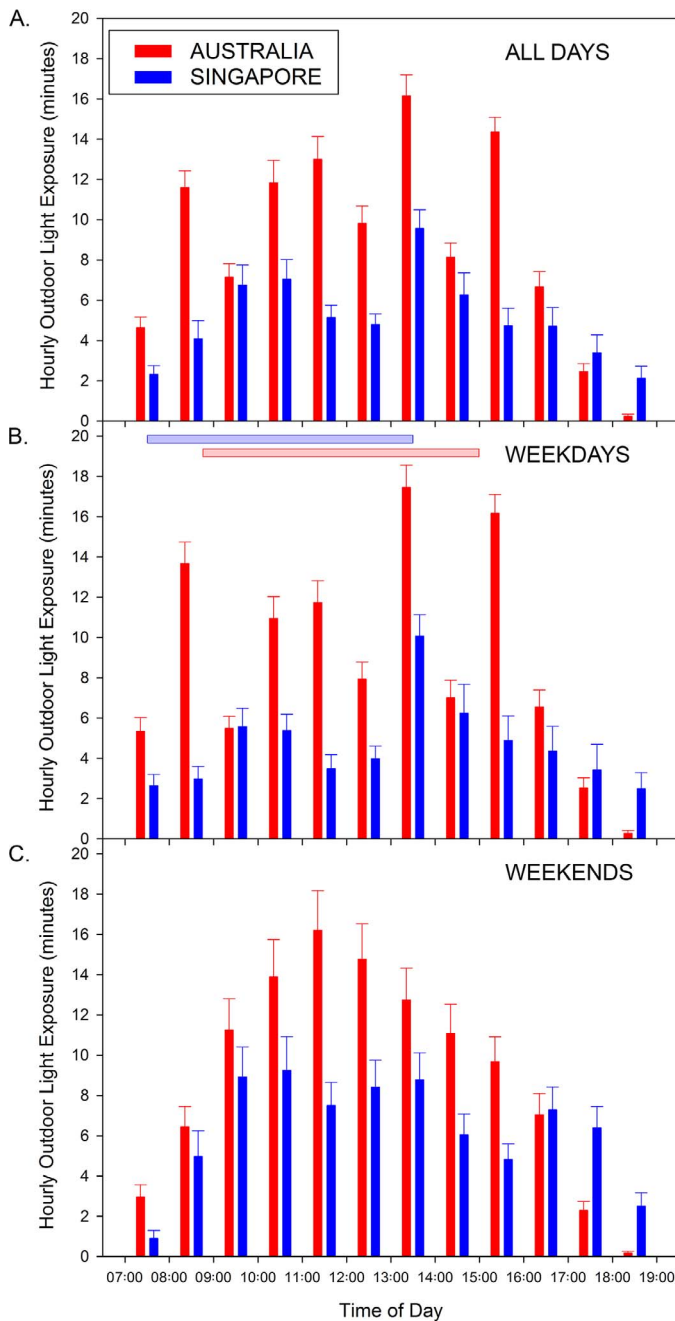 A.
20
18
16
14
12
10
8
6
4
2
0
Hourly Outdoor Light Exposure (minutes)
AUSTRALIA
SINGAPORE
ALL DAYS
B.
20
18
16
14
12
10
8
6
4
2
0
Hourly Outdoor Light Exposure (minutes)
WEEKDAYS
C.
20
18
16
14
12
10
8
6
4
2
0
Hourly Outdoor Light Exposure (minutes)
WEEKENDS
07:00 08:00 09:00 10:00 11:00 12:00 13:00 14:00 15:00 16:00 17:00 18:00 19:00
Time of Day